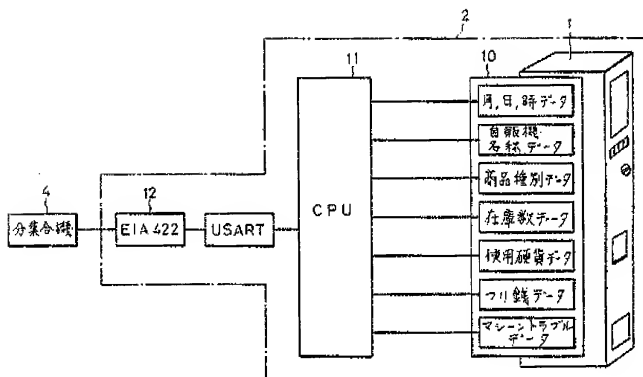 2
1
11
10
月,日,時データ
自販機
名称データ
商品種別データ
4
12
CPU
分集合機
EIA422
USART
在庫数データ
使用硬貨データ
つり銭データ
マシーントラブル
データ